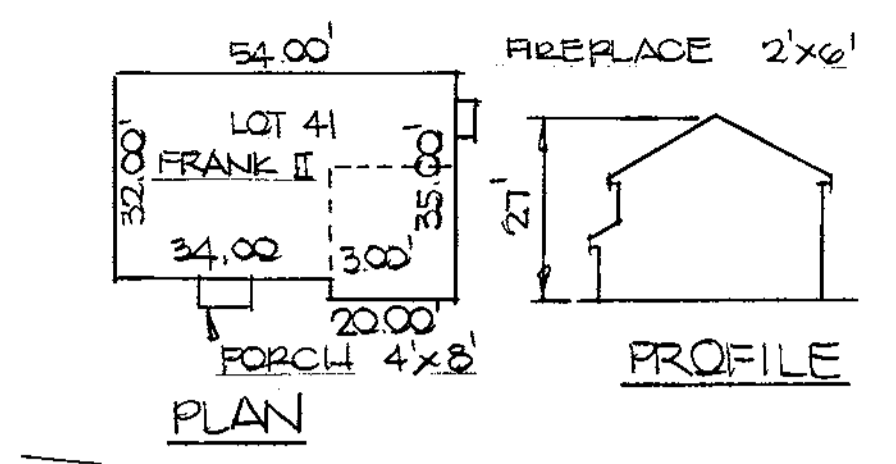 54.00'
FIREPLACE 2'x6'
LOT 41
FRANK II
32.00'
35.00'
27'
34.00
3.00'
20.00'
PORCH 4'x8'
PROFILE
PLAN